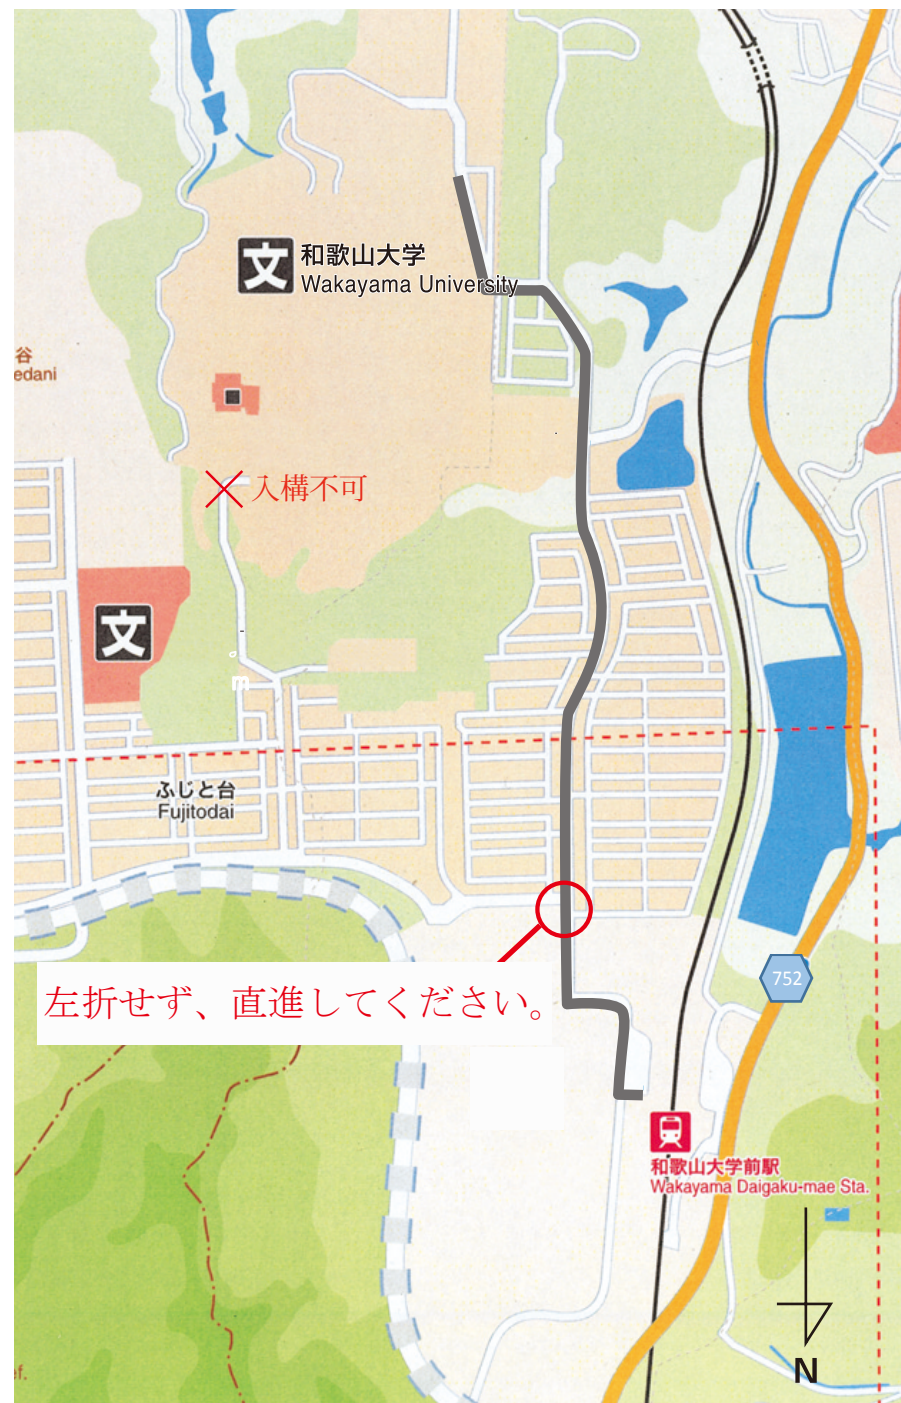 和歌山大学
文
Wakayama University
谷
edani
入構不可
文
m
ふじと台
Fujitodai
752
左折せず、直進してください。
和歌山大学前駅
Wakayama Daigaku-mae Sta.
N
ef.